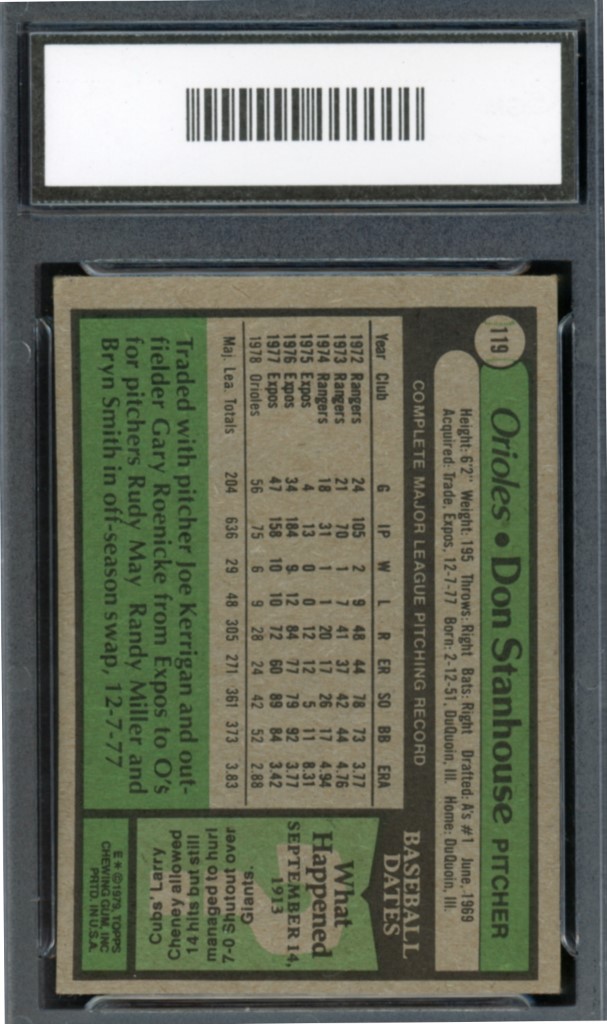 119
Orioles • Don Stanhouse PITCHER
Height: 6'2" Weight: 195 Throws: Right Bats: Right Drafted: A's #1 June, 1969
Acquired: Trade, Expos, 12-7-77 Born: 2-12-51, DuQuoin, Ill. Home: DuQuoin, Ill.
COMPLETE MAJOR LEAGUE PITCHING RECORD
Year Club G IP W L R ER SO BB ERA
1972 Rangers 24 105 2 9 48 44 78 73 3.77
1973 Rangers 21 70 1 7 41 37 42 44 4.76
1974 Rangers 18 31 1 1 20 17 26 17 4.94
1975 Expos 4 13 0 0 12 12 5 11 8.31
1976 Expos 34 184 9 12 84 77 79 92 3.77
1977 Expos 47 158 10 10 72 60 89 84 3.42
1978 Orioles 56 75 6 9 28 24 42 52 2.88
Maj. Lea. Totals 204 636 29 48 305 271 361 373 3.83
Traded with pitcher Joe Kerrigan and out-
fielder Gary Roenicke from Expos to O's
for pitchers Rudy May Randy Miller and
Bryn Smith in off-season swap, 12-7-77
BASEBALL
DATES
What
Happened
SEPTEMBER 14,
1913
Cubs' Larry
Cheney allowed
14 hits but still
managed to hurl
7-0 Shutout over
Giants.
E * © 1979, TOPPS
CHEWING GUM, INC
PRTD. IN U.S.A.